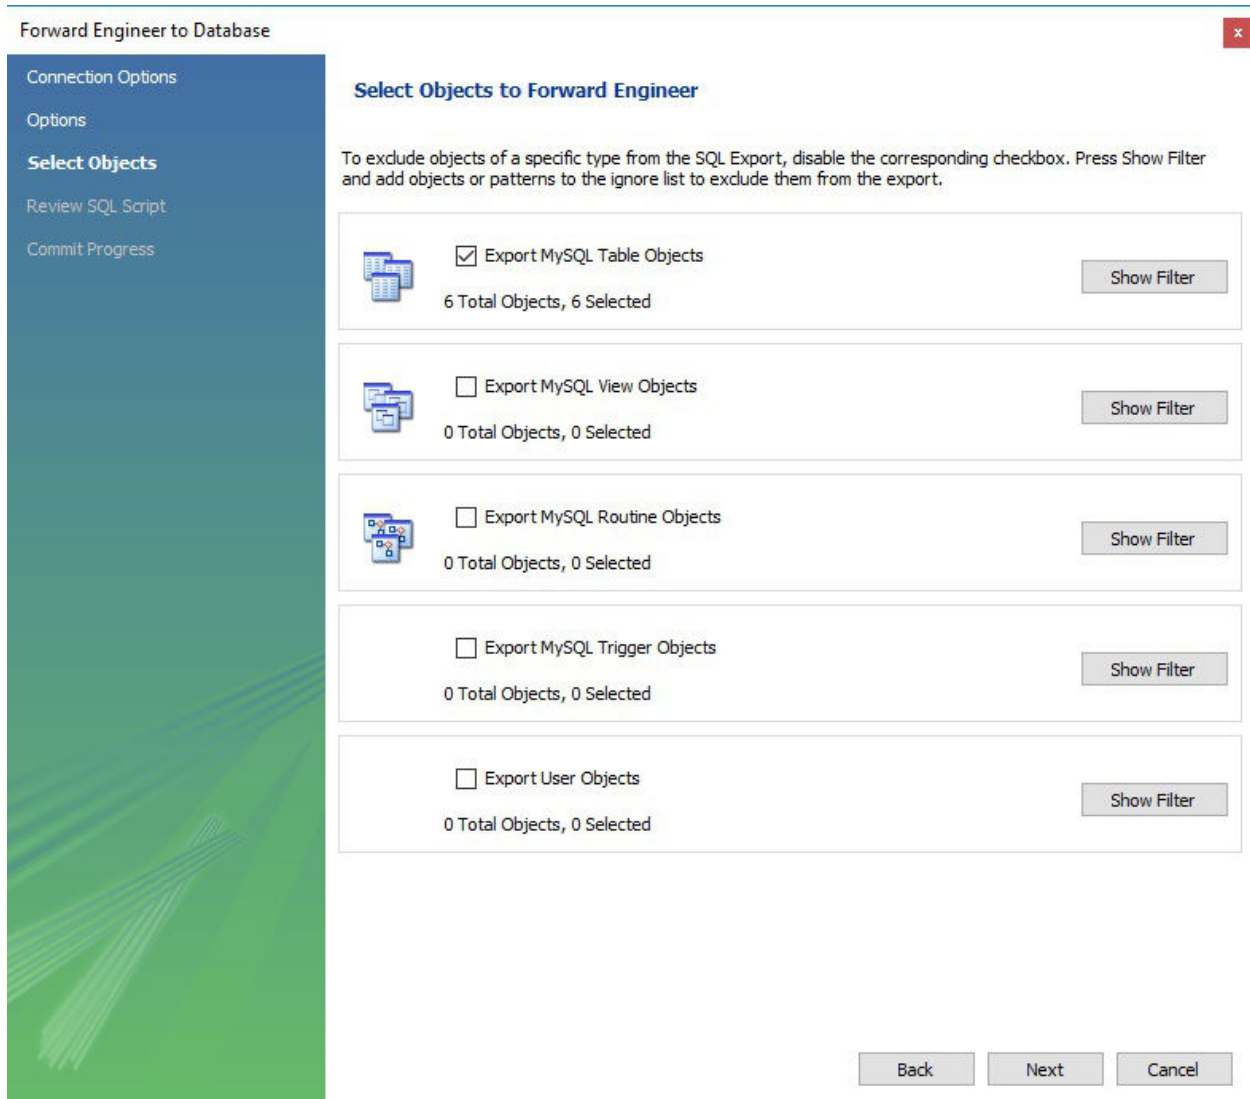 Forward Engineer to Database
x
Connection Options
Options
Select Objects
Review SQL Script
Commit Progress
Select Objects to Forward Engineer
To exclude objects of a specific type from the SQL Export, disable the corresponding checkbox. Press Show Filter
and add objects or patterns to the ignore list to exclude them from the export.
Export MySQL Table Objects
6 Total Objects, 6 Selected
Show Filter
Export MySQL View Objects
0 Total Objects, 0 Selected
Show Filter
Export MySQL Routine Objects
0 Total Objects, 0 Selected
Show Filter
Export MySQL Trigger Objects
0 Total Objects, 0 Selected
Show Filter
Export User Objects
0 Total Objects, 0 Selected
Show Filter
Back
Next
Cancel